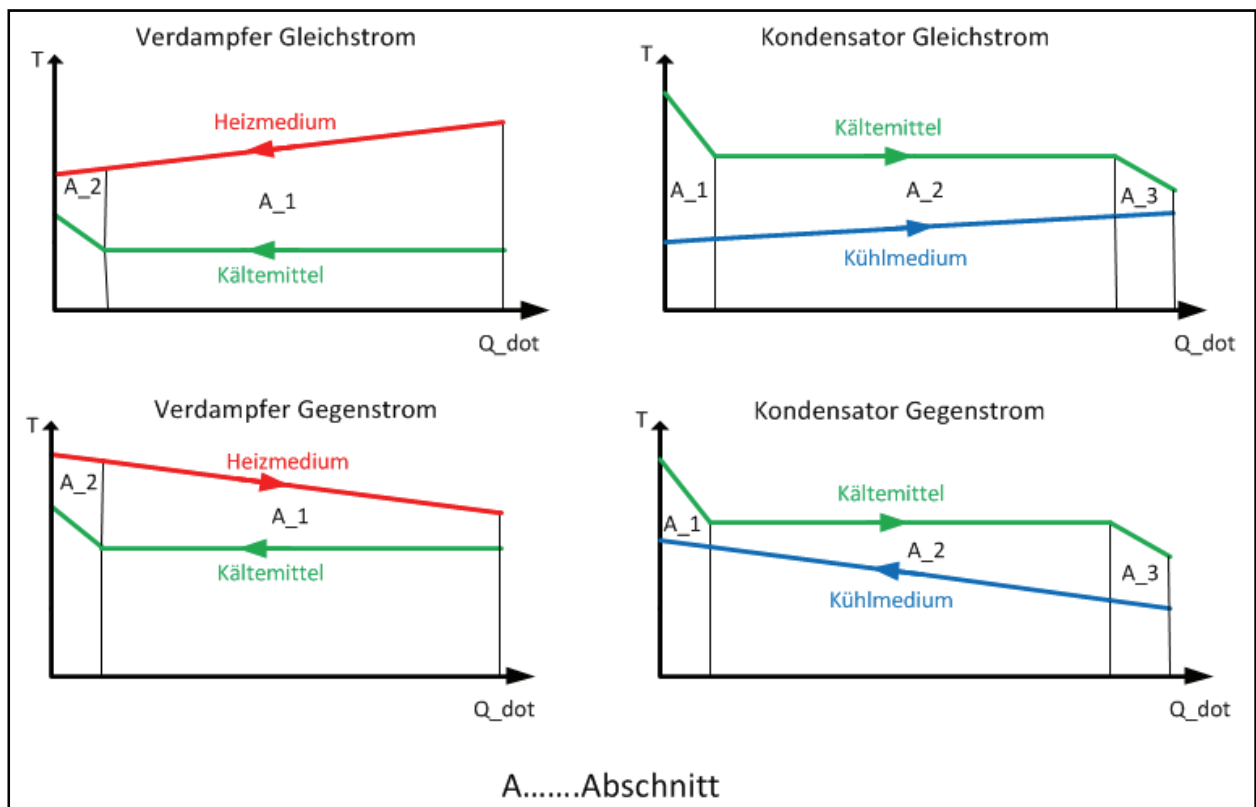 Verdampfer Gleichstrom
T
Heizmedium
A_2
A_1
Kältemittel
Q_dot
Kondensator Gleichstrom
T
Kältemittel
A_1
A_2
A_3
Kühlmedium
Q_dot
Verdampfer Gegenstrom
T
Heizmedium
A_2
A_1
Kältemittel
Q_dot
Kondensator Gegenstrom
T
Kältemittel
A_1
A_2
A_3
Kühlmedium
Q_dot
A.......Abschnitt